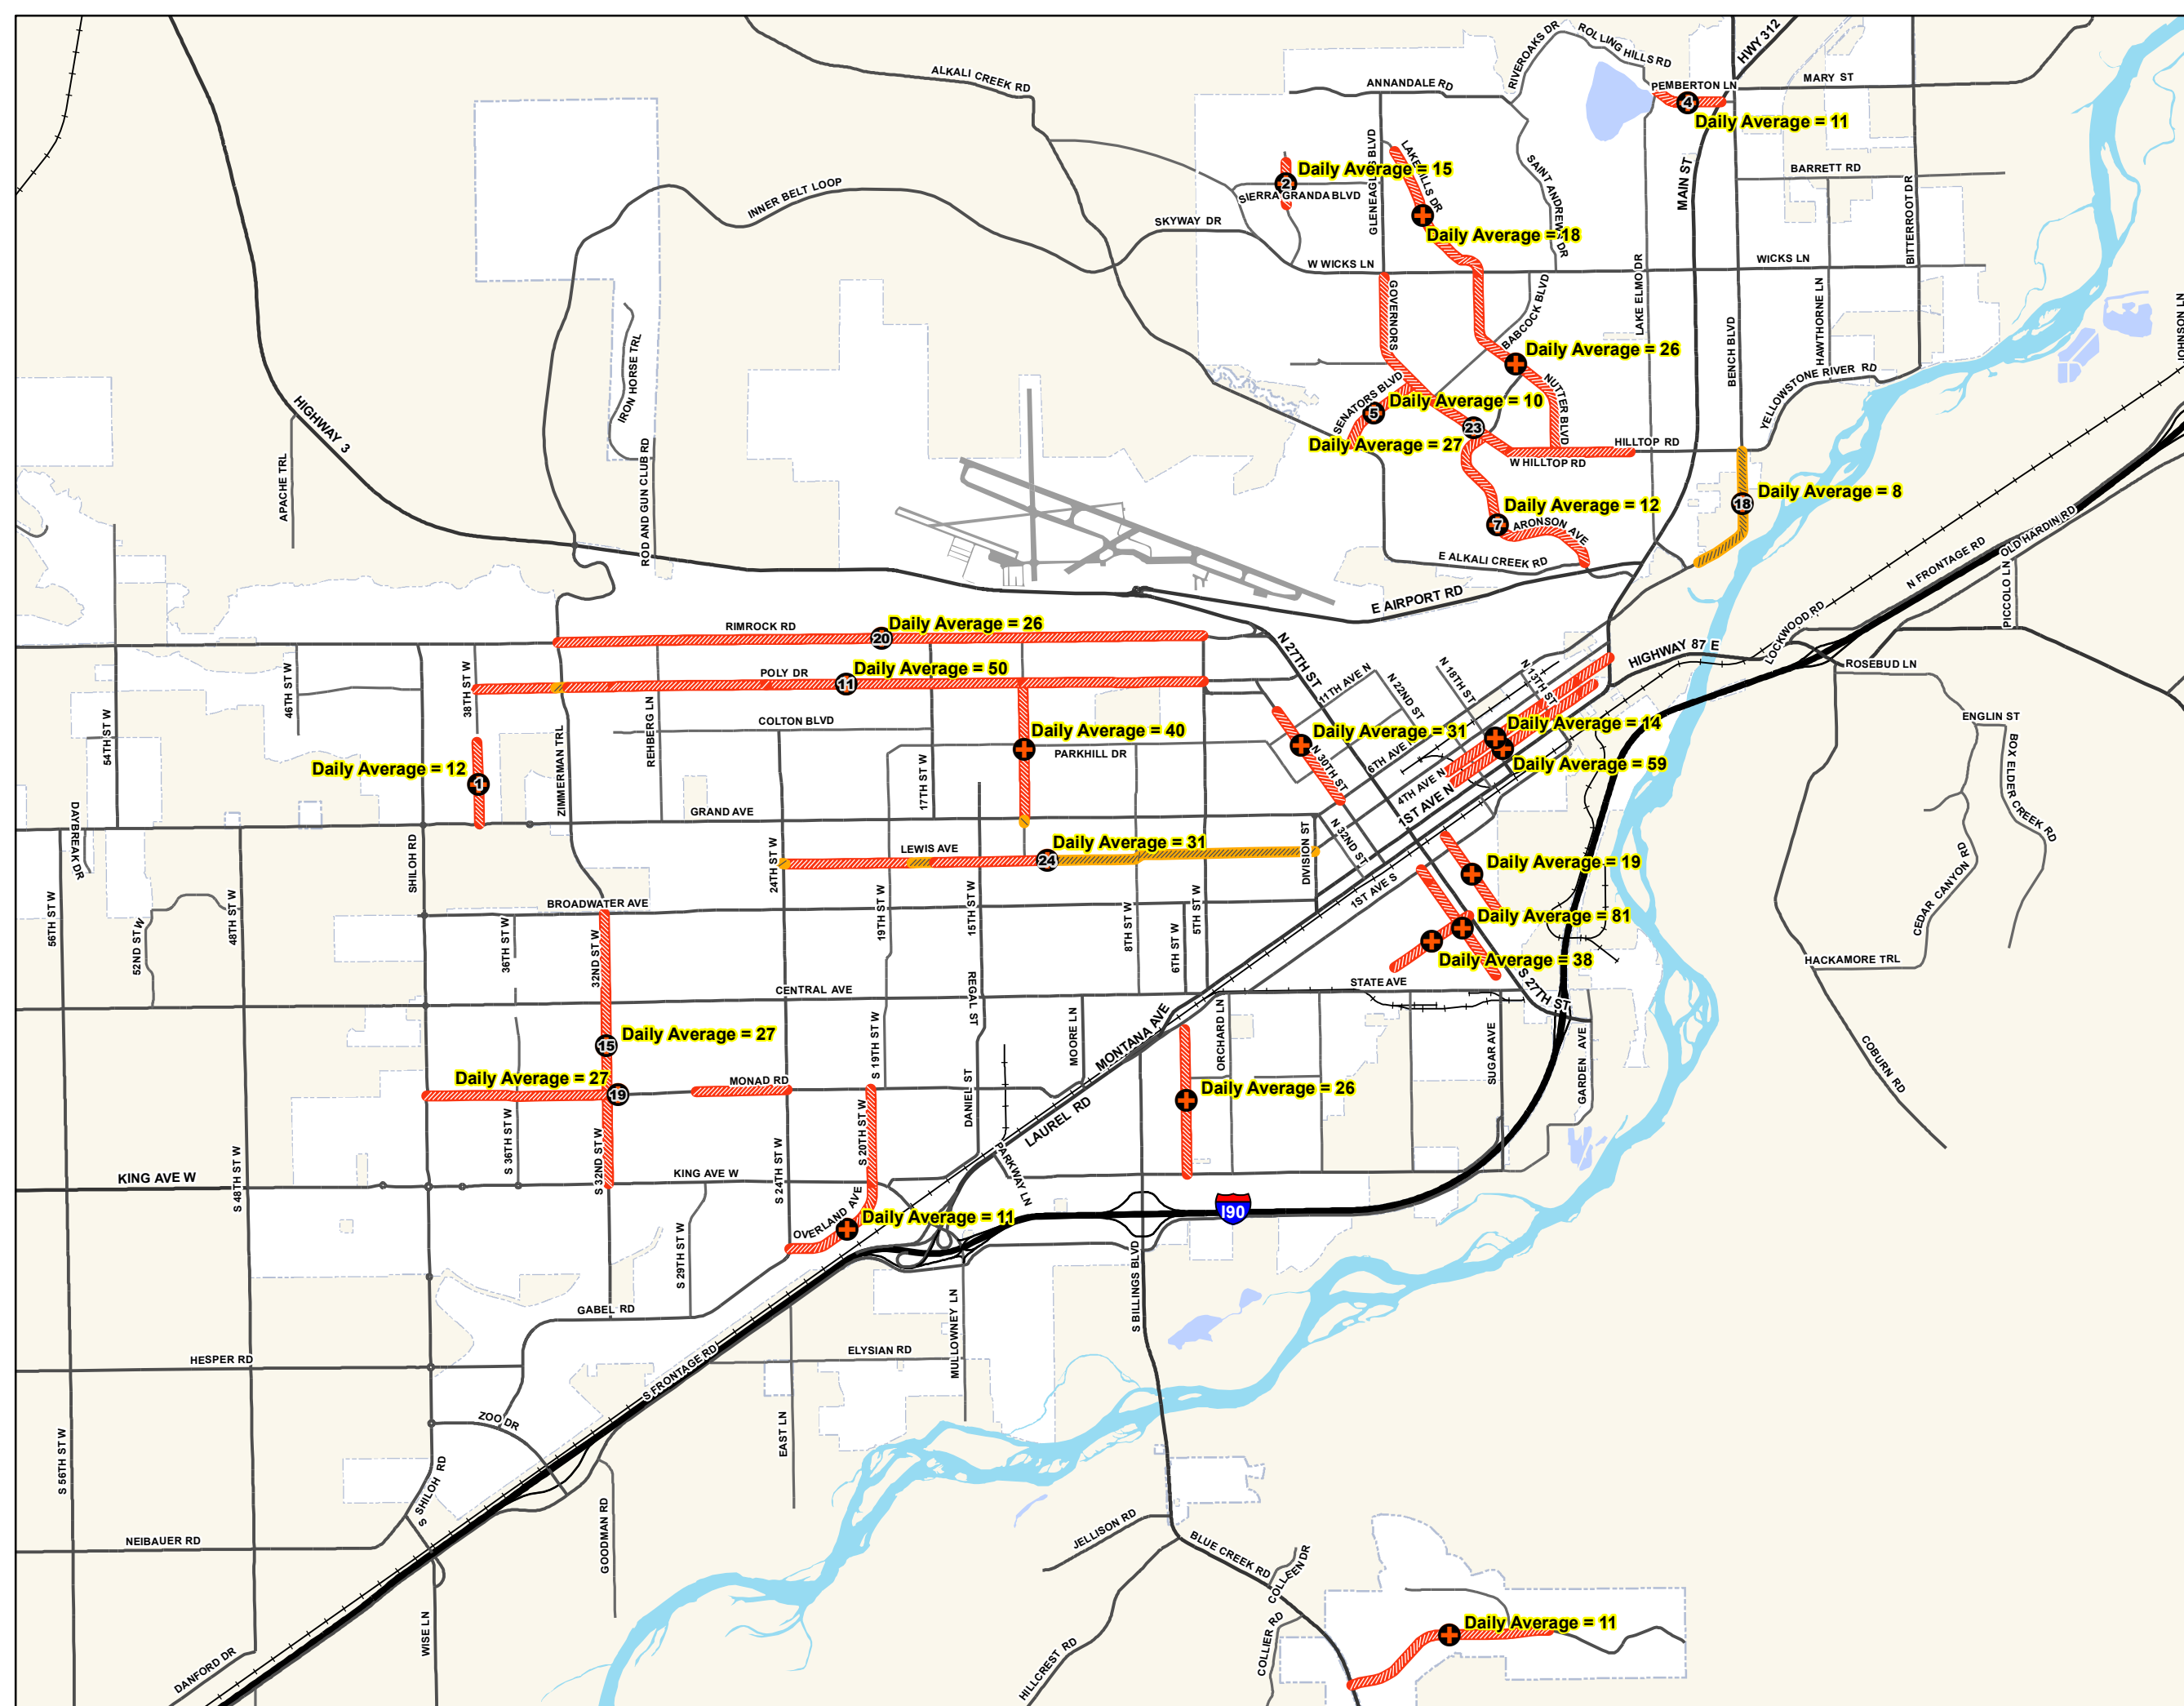 HWY 312
RIVEROAKS DR
ROLLING HILLS RD
ALKALI CREEK RD
ANNANDALE RD
PEMBERTON LN
MARY ST
4
Daily Average = 11
LAKE HILLS DR
GLENEAGLES BLVD
SAINT ANDREWS DR
MAIN ST
BARRETT RD
BITTERROOT DR
Daily Average = 15
2
SIERRA GRANDA BLVD
INNER BELT LOOP
SKYWAY DR
Daily Average = 18
W WICKS LN
WICKS LN
LAKE ELMO DR
HAWTHORNE LN
JOHNSON LN
GOVERNORS
BABCOCK BLVD
BENCH BLVD
IRON HORSE TRL
Daily Average = 26
YELLOWSTONE RIVER RD
HIGHWAY 3
SENATORS BLVD
NUTTER BLVD
Daily Average = 10
5
23
Daily Average = 27
HILLTOP RD
W HILLTOP RD
APACHE TRL
ROD AND GUN CLUB RD
Daily Average = 8
18
Daily Average = 12
7
ARONSON AVE
E ALKALI CREEK RD
OLD HARDIN RD
N FRONTAGE RD
PICCOLO LN
E AIRPORT RD
LOCKWOOD RD
RIMROCK RD
20
Daily Average = 26
N 27TH ST
HIGHWAY 87 E
ROSEBUD LN
46TH ST W
38TH ST W
POLY DR
11
Daily Average = 50
11TH AVE N
N 22ND ST
N 18TH ST
N 13TH ST
54TH ST W
ZIMMERMAN TRL
REHBERG LN
COLTON BLVD
Daily Average = 40
PARKHILL DR
Daily Average = 31
Daily Average = 14
Daily Average = 59
ENGLIN ST
BOX ELDER CREEK RD
Daily Average = 12
1
17TH ST W
N 30TH ST
6TH AVE N
4TH AVE N
1ST AVE N
DAYBREAK DR
GRAND AVE
SHILOH RD
24TH ST W
LEWIS AVE
24
Daily Average = 31
DIVISION ST
N 32ND ST
1ST AVE S
Daily Average = 19
CEDAR CANYON RD
56TH ST W
52ND ST W
48TH ST W
BROADWATER AVE
36TH ST W
32ND ST W
19TH ST W
15TH ST W
8TH ST W
6TH ST W
5TH ST W
Daily Average = 81
Daily Average = 38
HACKAMORE TRL
CENTRAL AVE
REGAL ST
STATE AVE
S 27TH ST
15
Daily Average = 27
S 19TH ST W
MOORE LN
MONTANA AVE
ORCHARD LN
SUGAR AVE
GARDEN AVE
COBURN RD
Daily Average = 27
19
MONAD RD
DANIEL ST
LAUREL RD
Daily Average = 26
KING AVE W
S 48TH ST W
S 36TH ST W
S 32ND ST W
KING AVE W
S 24TH ST W
S 20TH ST W
PARKWAY LN
OVERLAND AVE
Daily Average = 11
I90
S 29TH ST W
S BILLINGS BLVD
GABEL RD
MULLOWNEY LN
HESPER RD
S FRONTAGE RD
ELYSIAN RD
ZOO DR
EAST LN
S 56TH ST W
S SHILOH RD
GOODMAN RD
NEIBAUER RD
JELLISON RD
BLUE CREEK RD
COLLEEN DR
WISE LN
DANFORD DR
HILLCREST RD
COLLIER RD
Daily Average = 11